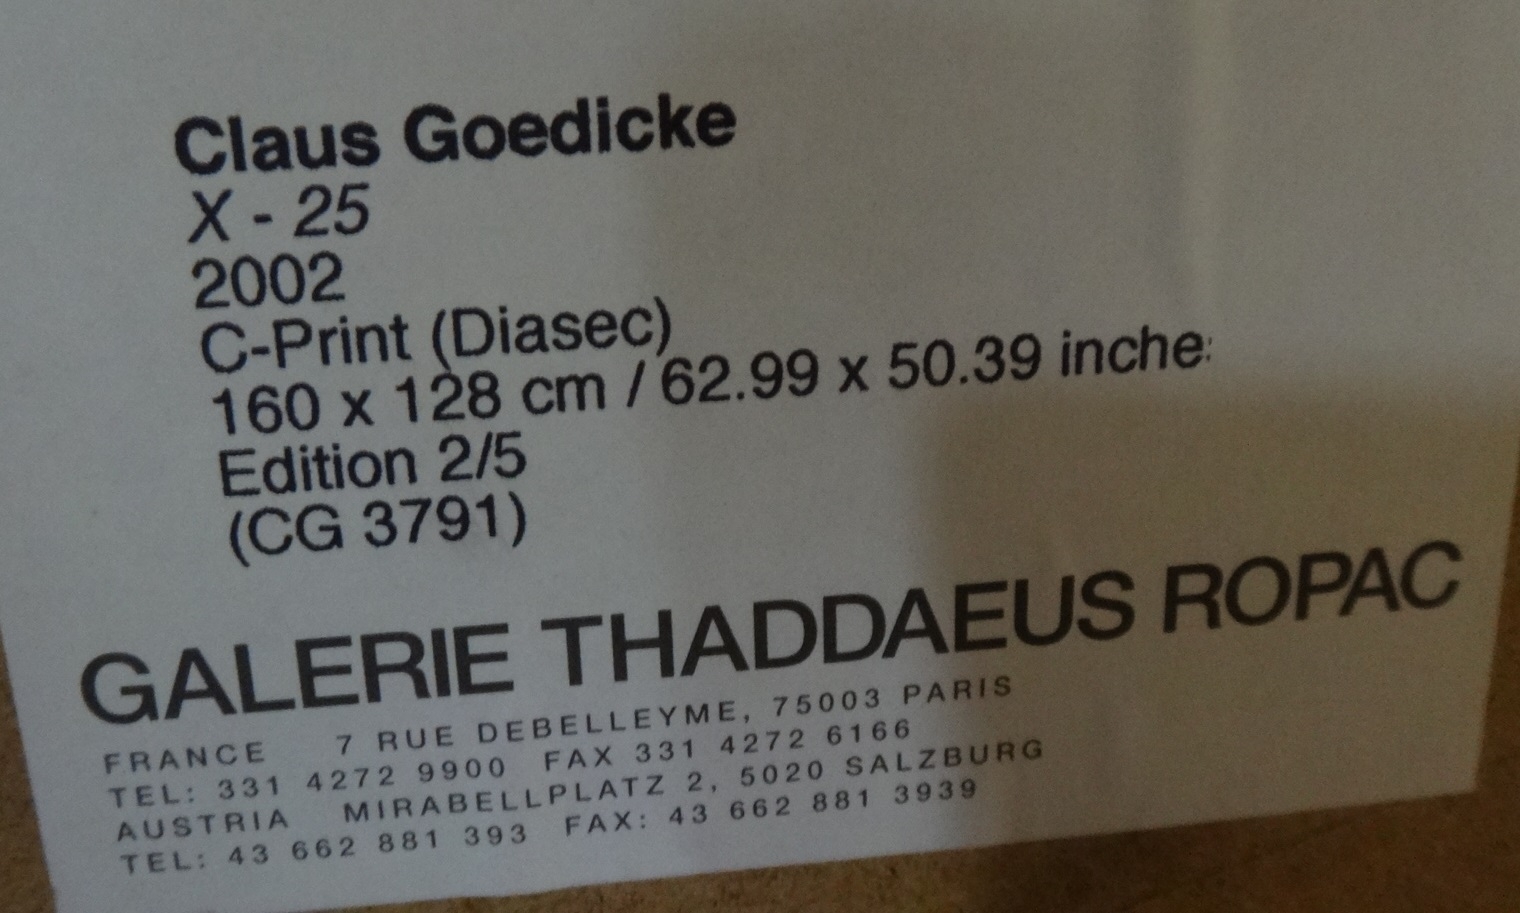 Claus Goedicke
X - 25
2002
C-Print (Diasec)
160 x 128 cm / 62.99 x 50.39 inches
Edition 2/5
(CG 3791)
GALERIE THADDAEUS ROPAC
FRANCE 7 RUE DEBELLEYME, 75003 PARIS
TEL: 331 4272 9900 FAX 331 4272 6166
AUSTRIA MIRABELLPLATZ 2, 5020 SALZBURG
TEL: 43 662 881 393 FAX: 43 662 881 3939